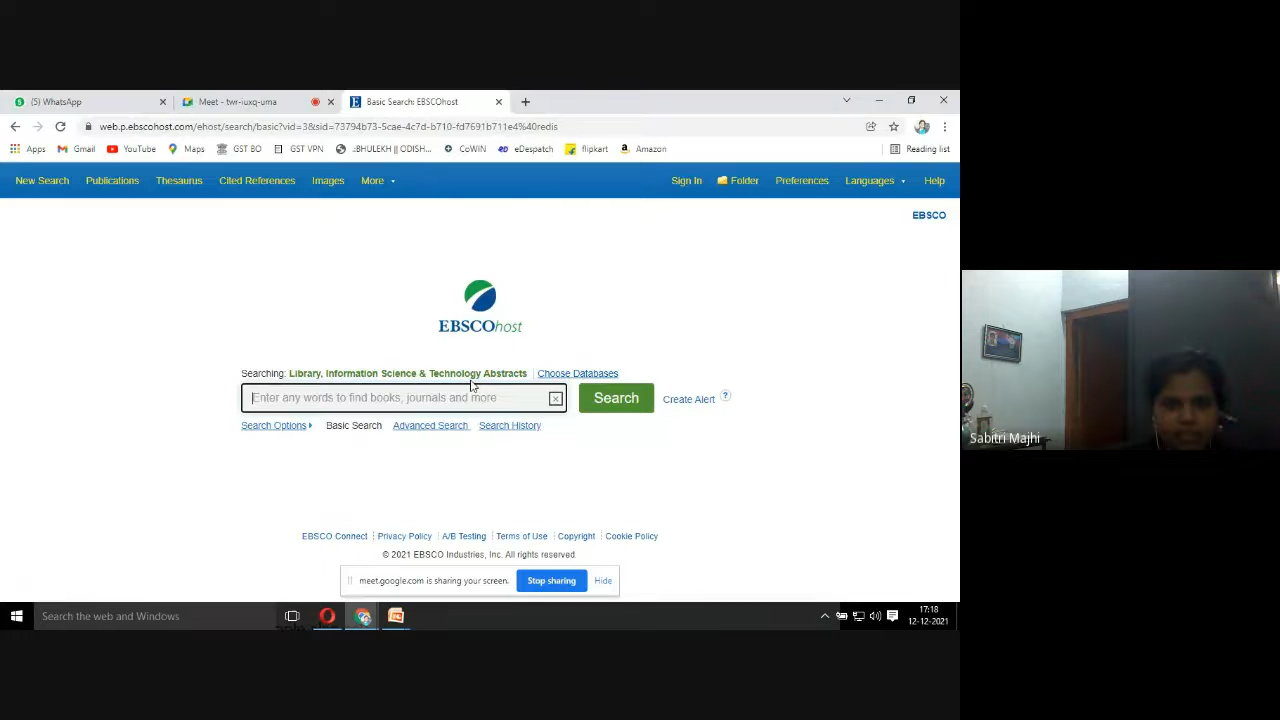 (5) WhatsApp
Meet - twr-iuxq-uma
Basic Search: EBSCOhost
web.p.ebscohost.com/ehost/search/basic?vid=3&sid=73794b73-5cae-4c7d-b710-fd7691b711e4%40redis
Apps Gmail YouTube Maps GST BO GST VPN .:BHULEKH || ODISH... CoWIN eDespatch flipkart Amazon Reading list
New Search Publications Thesaurus Cited References Images More Sign In Folder Preferences Languages Help
EBSCO
EBSCOhost
Searching: Library, Information Science & Technology Abstracts Choose Databases
Enter any words to find books, journals and more Search Create Alert ?
Search Options Basic Search Advanced Search Search History
Sabitri Majhi
EBSCO Connect Privacy Policy A/B Testing Terms of Use Copyright Cookie Policy
© 2021 EBSCO Industries, Inc. All rights reserved.
meet.google.com is sharing your screen. Stop sharing Hide
Search the web and Windows
17:18
12-12-2021